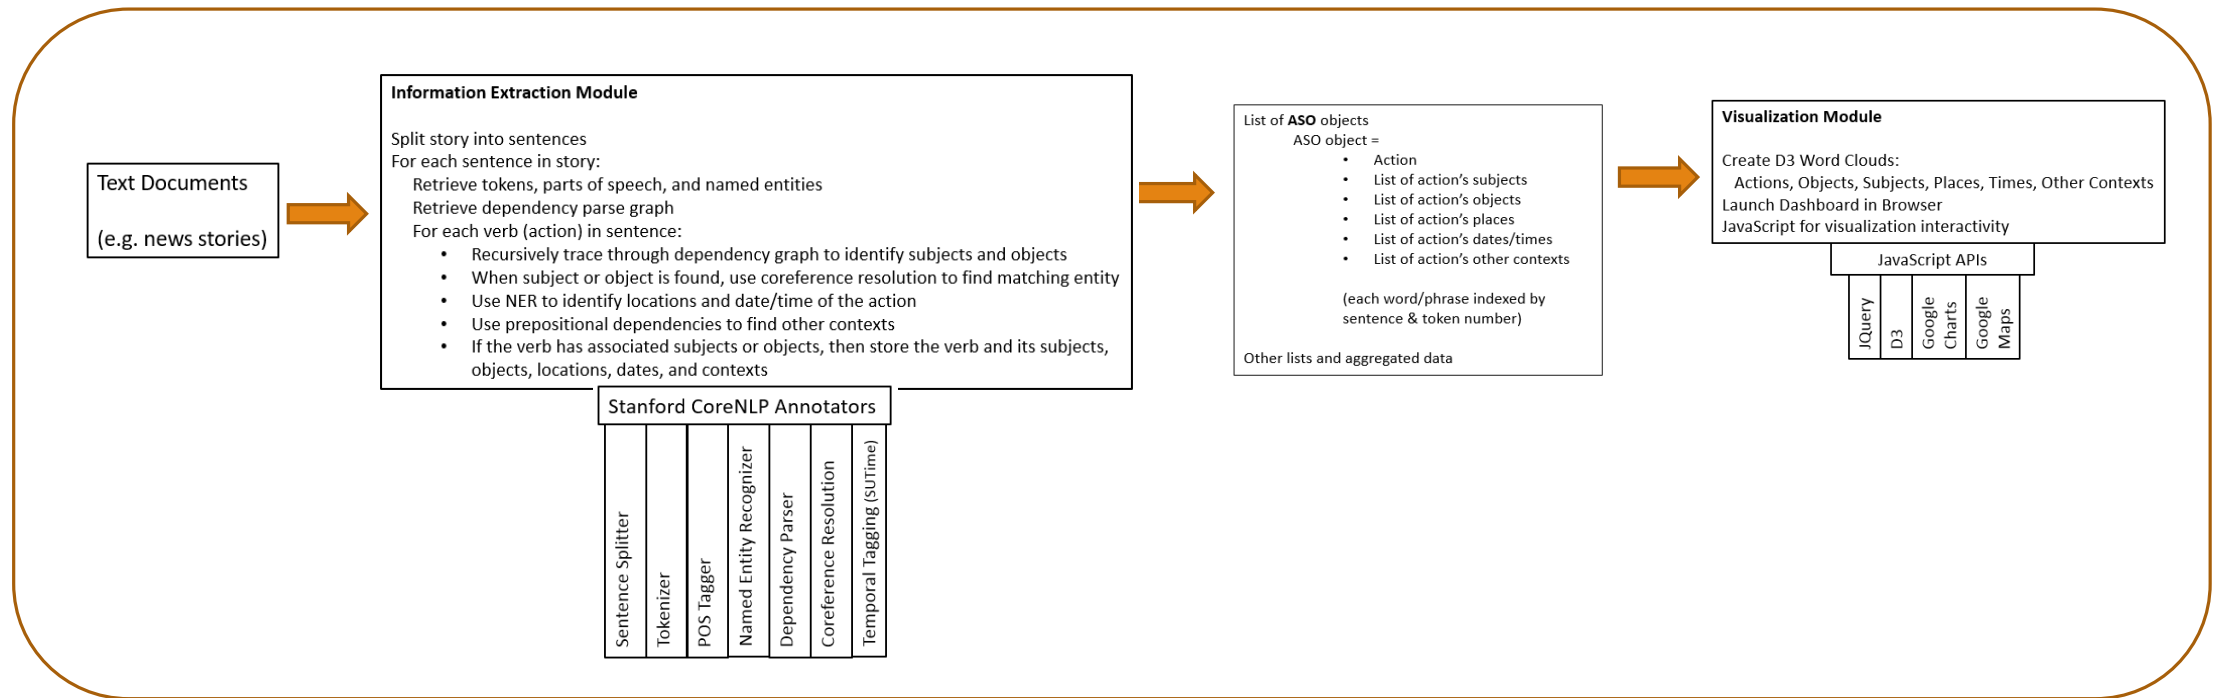 Text Documents
(e.g. news stories)
Information Extraction Module
Split story into sentences
For each sentence in story:
Retrieve tokens, parts of speech, and named entities
Retrieve dependency parse graph
For each verb (action) in sentence:
• Recursively trace through dependency graph to identify subjects and objects
• When subject or object is found, use coreference resolution to find matching entity
• Use NER to identify locations and date/time of the action
• Use prepositional dependencies to find other contexts
• If the verb has associated subjects or objects, then store the verb and its subjects,
objects, locations, dates, and contexts
Stanford CoreNLP Annotators
Sentence Splitter
Tokenizer
POS Tagger
Named Entity Recognizer
Dependency Parser
Coreference Resolution
Temporal Tagging (SUTime)
List of ASO objects
ASO object =
• Action
• List of action's subjects
• List of action's objects
• List of action's places
• List of action's dates/times
• List of action's other contexts
(each word/phrase indexed by
sentence & token number)
Other lists and aggregated data
Visualization Module
Create D3 Word Clouds:
Actions, Objects, Subjects, Places, Times, Other Contexts
Launch Dashboard in Browser
JavaScript for visualization interactivity
JavaScript APIs
JQuery
D3
Google
Charts
Google
Maps